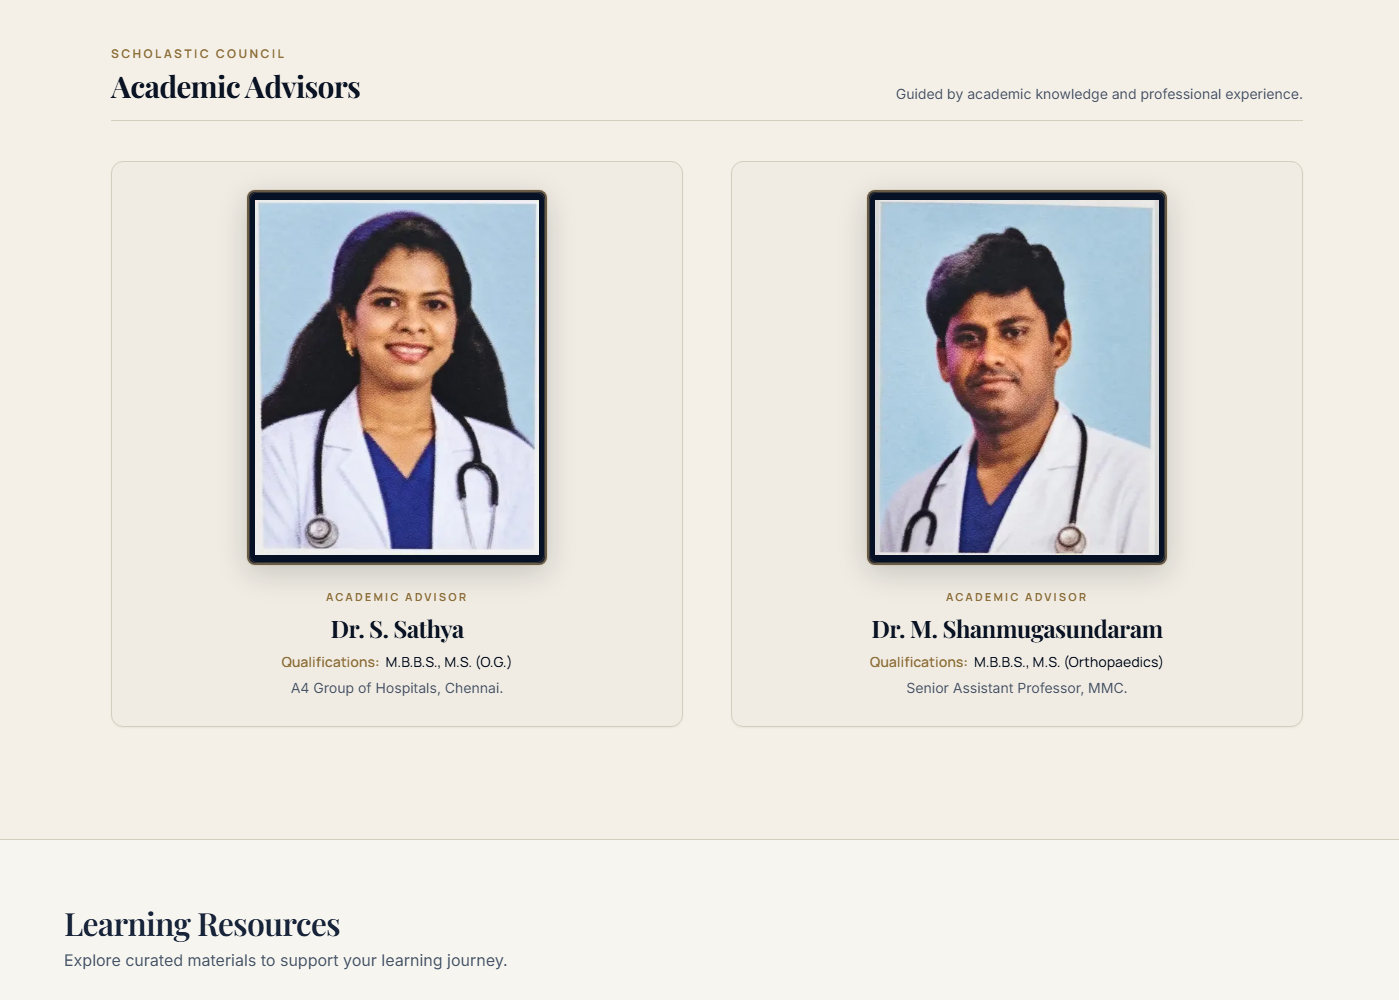 SCHOLASTIC COUNCIL
Academic Advisors
Guided by academic knowledge and professional experience.
ACADEMIC ADVISOR
Dr. S. Sathya
Qualifications: M.B.B.S., M.S. (O.G.)
A4 Group of Hospitals, Chennai.
ACADEMIC ADVISOR
Dr. M. Shanmugasundaram
Qualifications: M.B.B.S., M.S. (Orthopaedics)
Senior Assistant Professor, MMC.
Learning Resources
Explore curated materials to support your learning journey.